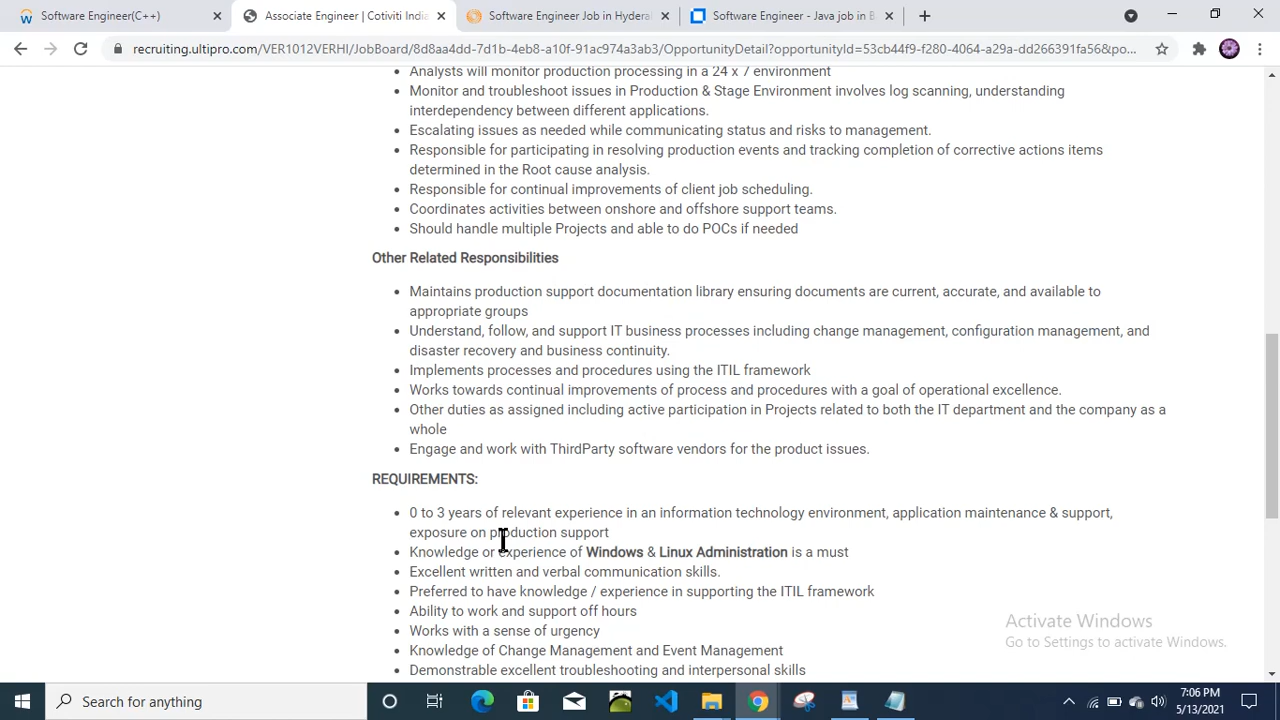 Software Engineer(C++)
Associate Engineer | Cotiviti India
Software Engineer Job in Hydera
Software Engineer - Java job in B
recruiting.ultipro.com/VER1012VERHI/JobBoard/8d8aa4dd-7d1b-4eb8-a10f-91ac974a3ab3/OpportunityDetail?opportunityId=53cb44f9-f280-4064-a29a-dd266391fa56&po...
Analysts will monitor production processing in a 24 x 7 environment
Monitor and troubleshoot issues in Production & Stage Environment involves log scanning, understanding
interdependency between different applications.
Escalating issues as needed while communicating status and risks to management.
Responsible for participating in resolving production events and tracking completion of corrective actions items
determined in the Root cause analysis.
Responsible for continual improvements of client job scheduling.
Coordinates activities between onshore and offshore support teams.
Should handle multiple Projects and able to do POCs if needed
Other Related Responsibilities
Maintains production support documentation library ensuring documents are current, accurate, and available to
appropriate groups
Understand, follow, and support IT business processes including change management, configuration management, and
disaster recovery and business continuity.
Implements processes and procedures using the ITIL framework
Works towards continual improvements of process and procedures with a goal of operational excellence.
Other duties as assigned including active participation in Projects related to both the IT department and the company as a
whole
Engage and work with ThirdParty software vendors for the product issues.
REQUIREMENTS:
0 to 3 years of relevant experience in an information technology environment, application maintenance & support,
exposure on production support
Knowledge or experience of Windows & Linux Administration is a must
Excellent written and verbal communication skills.
Preferred to have knowledge / experience in supporting the ITIL framework
Ability to work and support off hours
Works with a sense of urgency
Knowledge of Change Management and Event Management
Demonstrable excellent troubleshooting and interpersonal skills
Activate Windows
Go to Settings to activate Windows.
Search for anything
7:06 PM
5/13/2021